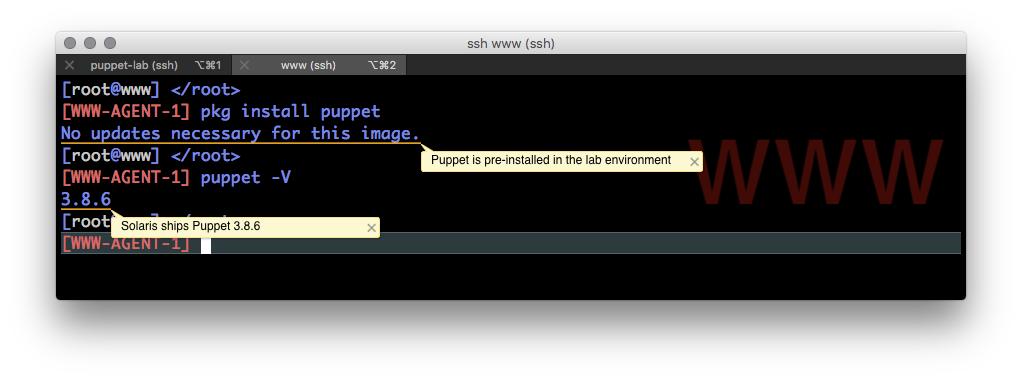 ssh www (ssh)
puppet-lab (ssh) ⌥⌘1 www (ssh) ⌥⌘2
[root@www] </root>
[WWW-AGENT-1] pkg install puppet
No updates necessary for this image.
Puppet is pre-installed in the lab environment
WWW
[root@www] </root>
[WWW-AGENT-1] puppet -V
3.8.6
Solaris ships Puppet 3.8.6
[root
[WWW-AGENT-1]